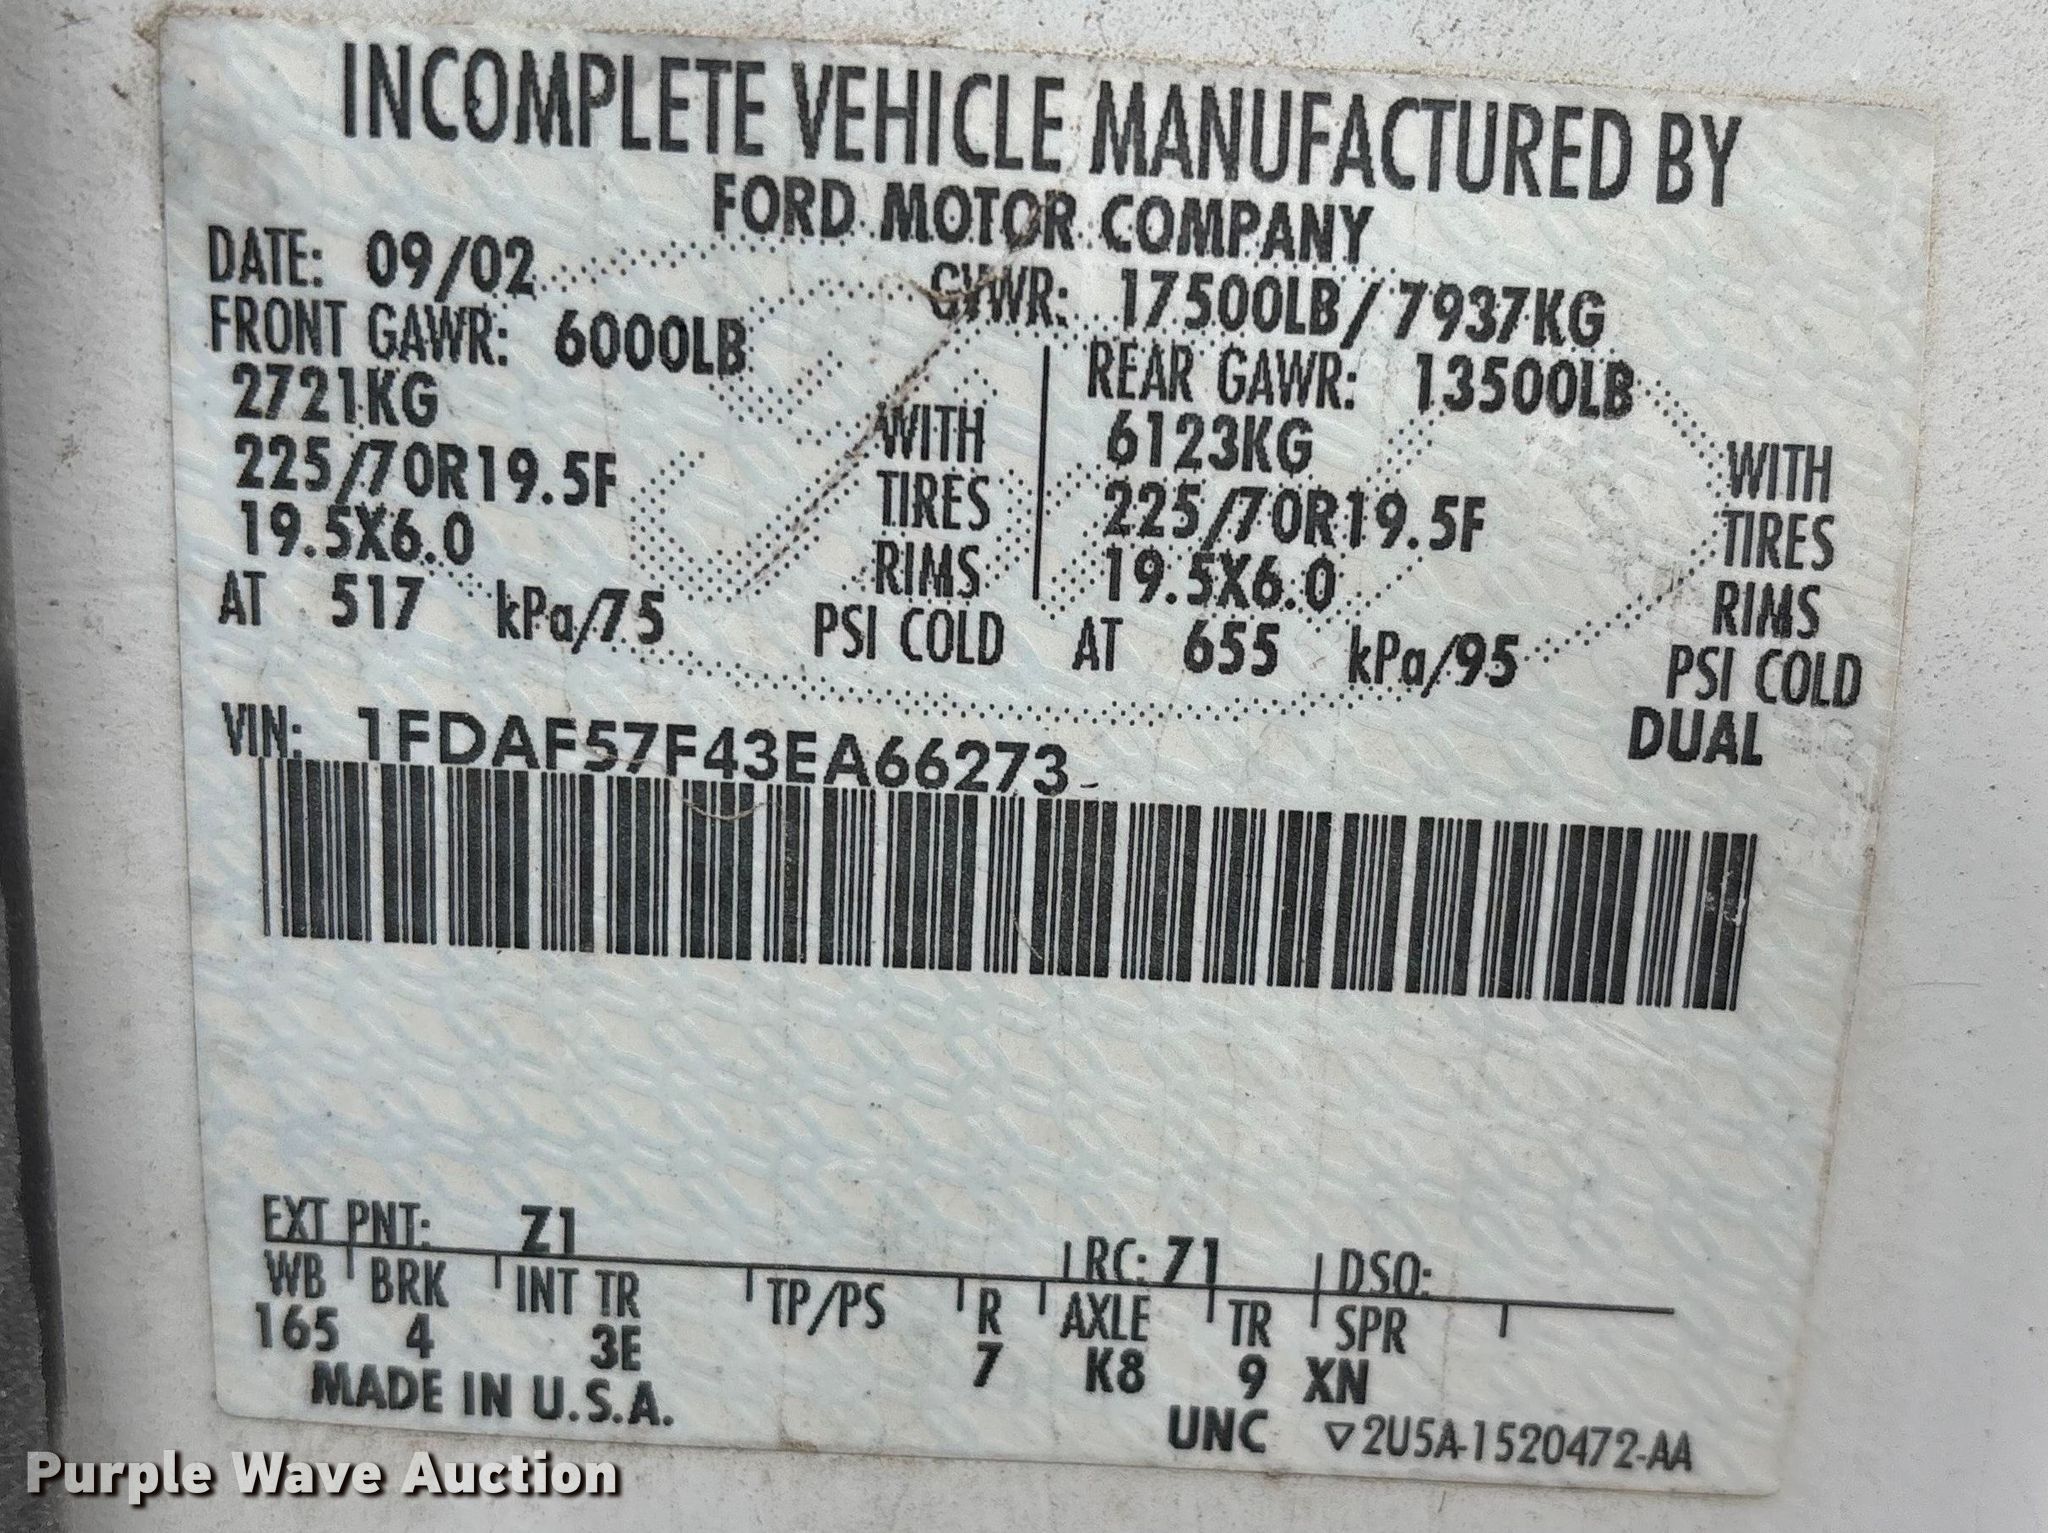 INCOMPLETE VEHICLE MANUFACTURED BY
FORD MOTOR COMPANY
DATE: 09/02 GVWR: 17500LB/7937KG
FRONT GAWR: 6000LB REAR GAWR: 13500LB
2721KG WITH 6123KG WITH
225/70R19.5F TIRES 225/70R19.5F TIRES
19.5X6.0 RIMS 19.5X6.0 RIMS
AT 517 kPa/75 PSI COLD AT 655 kPa/95 PSI COLD
DUAL
VIN: 1FDAF57F43EA66273
EXT PNT: Z1 RC: 71 DSO:
WB BRK INT TR TP/PS R AXLE TR SPR
165 4 3E 7 K8 9 XN
MADE IN U.S.A.
UNC ▽2U5A-1520472-AA
Purple Wave Auction